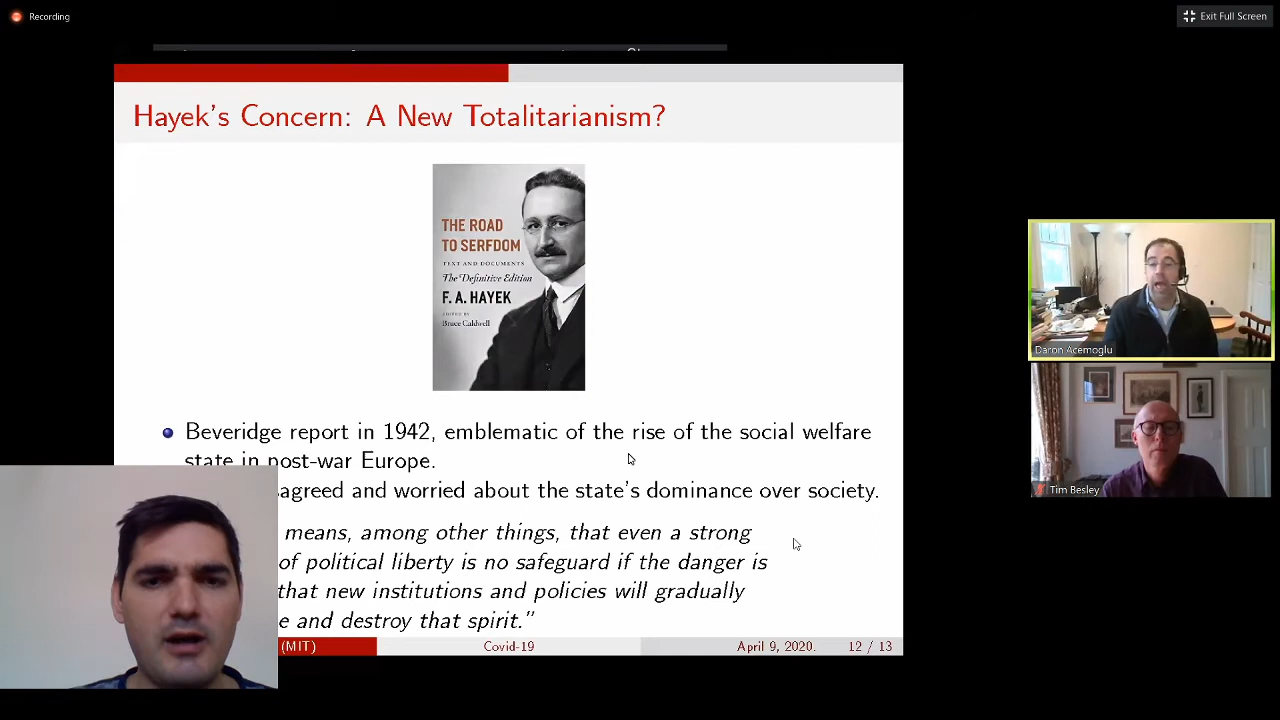 Recording
Exit Full Screen
Hayek's Concern: A New Totalitarianism?
THE ROAD
TO SERFDOM
TEXT AND DOCUMENTS
The Definitive Edition
F. A. HAYEK
EDITED BY
Bruce Caldwell
Beveridge report in 1942, emblematic of the rise of the social welfare
state in post-war Europe.
agreed and worried about the state's dominance over society.
means, among other things, that even a strong
of political liberty is no safeguard if the danger is
that new institutions and policies will gradually
and destroy that spirit."
(MIT)
Covid-19
April 9, 2020.
12 / 13
Daron Acemoglu
Tim Besley